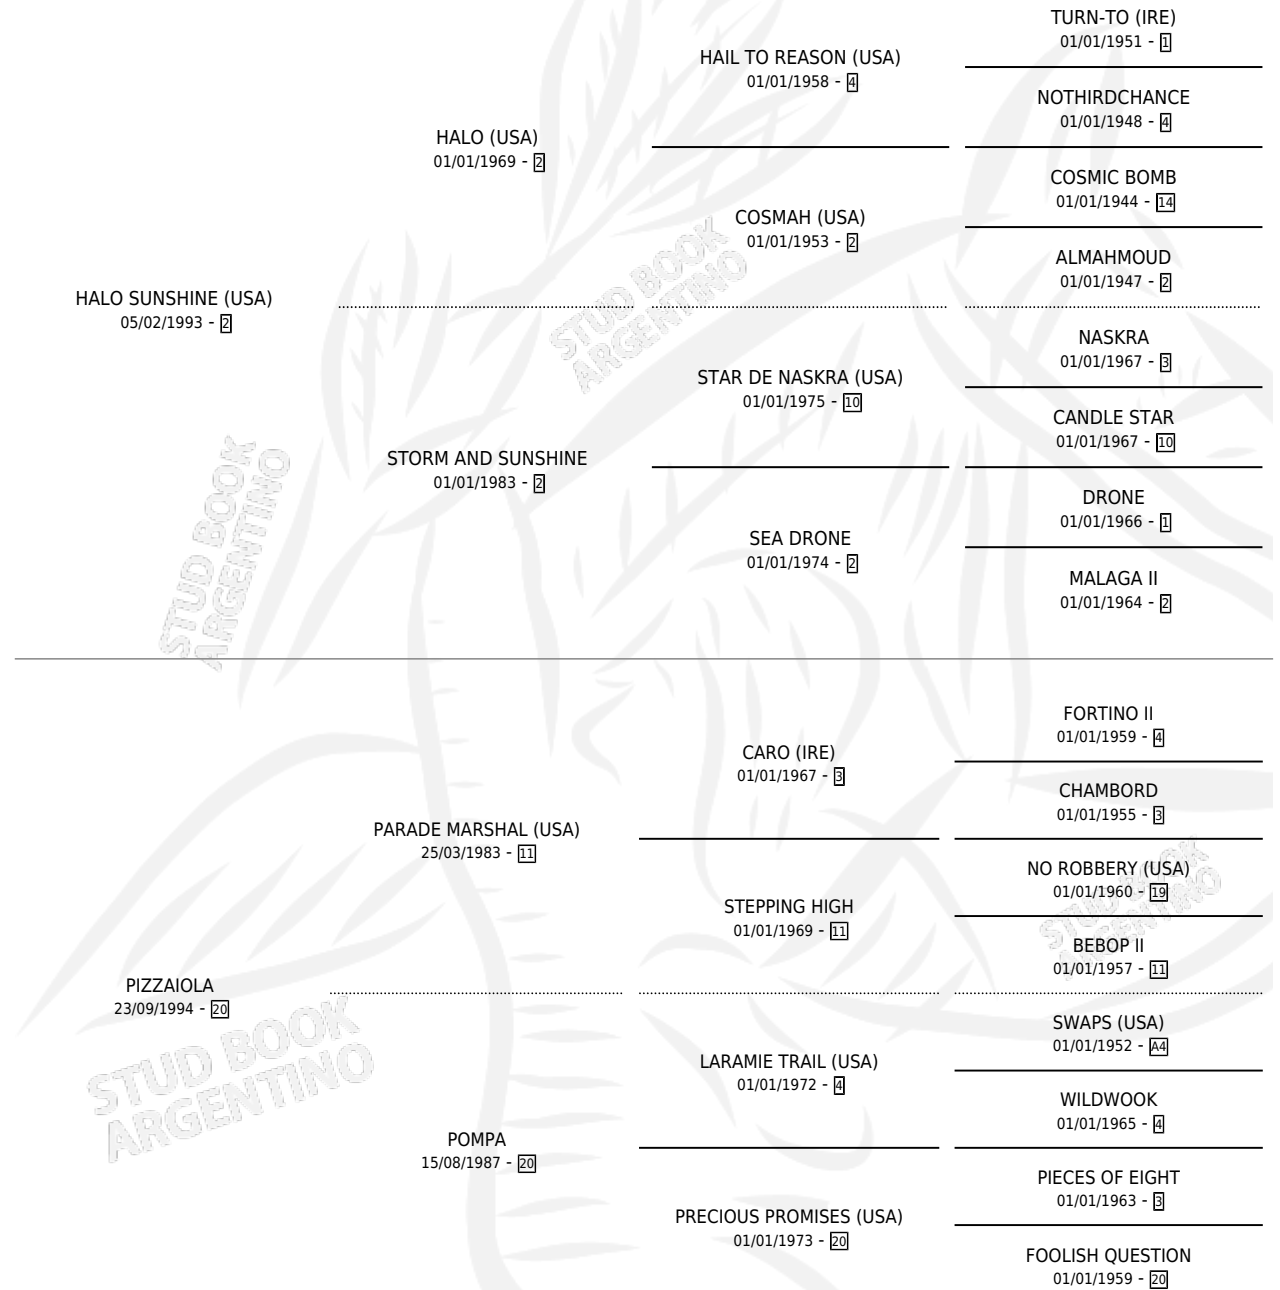 TURN-TO (IRE)
01/01/1951 - 1
HAIL TO REASON (USA)
01/01/1958 - 4
NOTHIRDCHANCE
01/01/1948 - 4
HALO (USA)
01/01/1969 - 2
COSMIC BOMB
01/01/1944 - 14
COSMAH (USA)
01/01/1953 - 2
ALMAHMOUD
01/01/1947 - 2
HALO SUNSHINE (USA)
05/02/1993 - 2
NASKRA
01/01/1967 - 3
STAR DE NASKRA (USA)
01/01/1975 - 10
CANDLE STAR
01/01/1967 - 10
STORM AND SUNSHINE
01/01/1983 - 2
DRONE
01/01/1966 - 1
SEA DRONE
01/01/1974 - 2
MALAGA II
01/01/1964 - 2
STUD BOOK
ARGENTINO
STUD BOOK
ARGENTINO
FORTINO II
01/01/1959 - 4
CARO (IRE)
01/01/1967 - 3
CHAMBORD
01/01/1955 - 3
PARADE MARSHAL (USA)
25/03/1983 - 11
NO ROBBERY (USA)
01/01/1960 - 19
STEPPING HIGH
01/01/1969 - 11
BEBOP II
01/01/1957 - 11
STUD BOOK
ARGENTINO
PIZZAIOLA
23/09/1994 - 20
SWAPS (USA)
01/01/1952 - A4
LARAMIE TRAIL (USA)
01/01/1972 - 4
WILDWOOK
01/01/1965 - 4
POMPA
15/08/1987 - 20
PIECES OF EIGHT
01/01/1963 - 3
PRECIOUS PROMISES (USA)
01/01/1973 - 20
FOOLISH QUESTION
01/01/1959 - 20
STUD BOOK
ARGENTINO